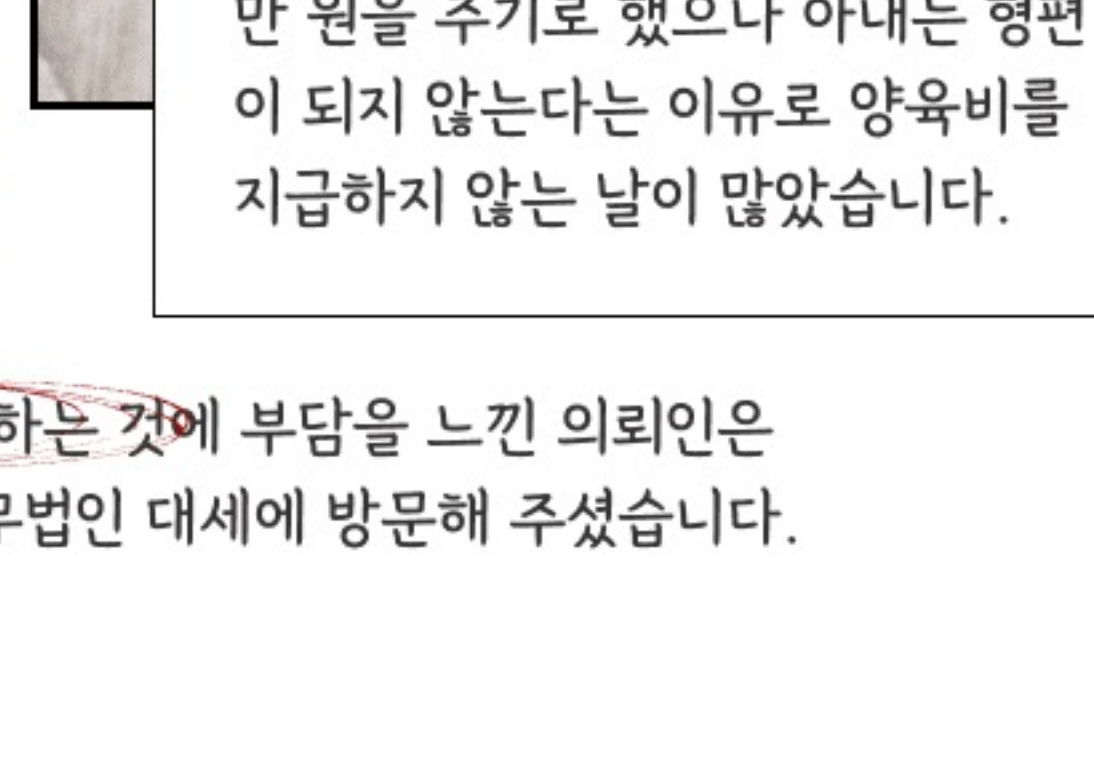 만 원을 주기로 했으나 아내는 형편
이 되지 않는다는 이유로 양육비를
지급하지 않는 날이 많았습니다.
하는 것에 부담을 느낀 의뢰인은
무법인 대세에 방문해 주셨습니다.